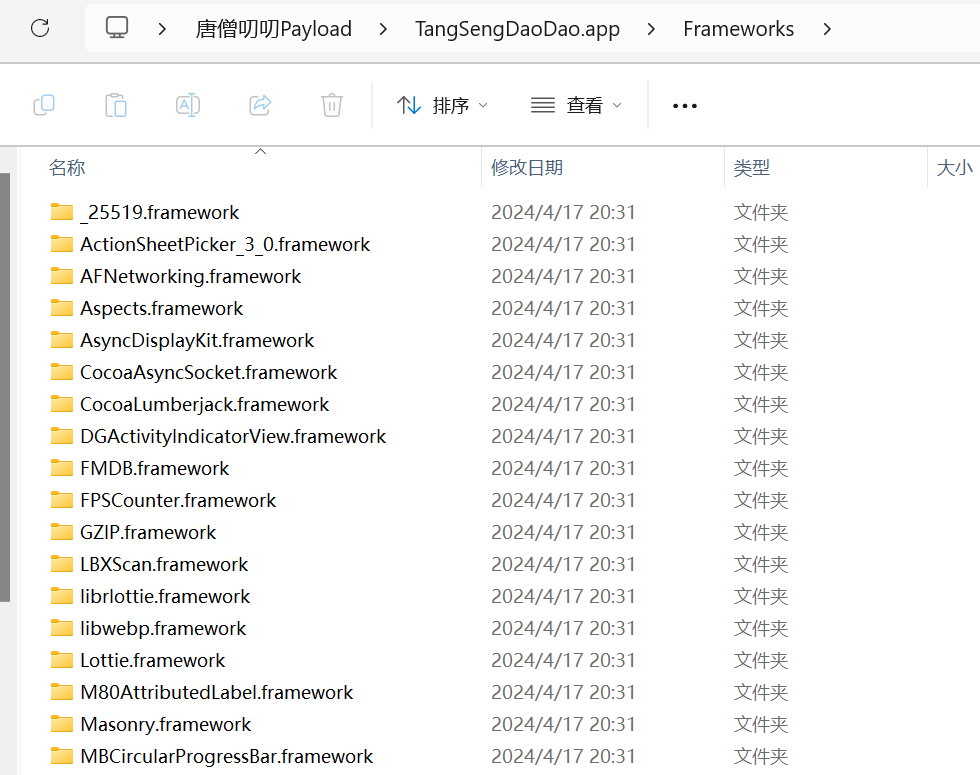 唐僧叨叨Payload > TangSengDaoDao.app > Frameworks >
排序 查看
名称 修改日期 类型 大小
_25519.framework 2024/4/17 20:31 文件夹
ActionSheetPicker_3_0.framework 2024/4/17 20:31 文件夹
AFNetworking.framework 2024/4/17 20:31 文件夹
Aspects.framework 2024/4/17 20:31 文件夹
AsyncDisplayKit.framework 2024/4/17 20:31 文件夹
CocoaAsyncSocket.framework 2024/4/17 20:31 文件夹
CocoaLumberjack.framework 2024/4/17 20:31 文件夹
DGActivityIndicatorView.framework 2024/4/17 20:31 文件夹
FMDB.framework 2024/4/17 20:31 文件夹
FPSCounter.framework 2024/4/17 20:31 文件夹
GZIP.framework 2024/4/17 20:31 文件夹
LBXScan.framework 2024/4/17 20:31 文件夹
librlottie.framework 2024/4/17 20:31 文件夹
libwebp.framework 2024/4/17 20:31 文件夹
Lottie.framework 2024/4/17 20:31 文件夹
M80AttributedLabel.framework 2024/4/17 20:31 文件夹
Masonry.framework 2024/4/17 20:31 文件夹
MBCircularProgressBar.framework 2024/4/17 20:31 文件夹